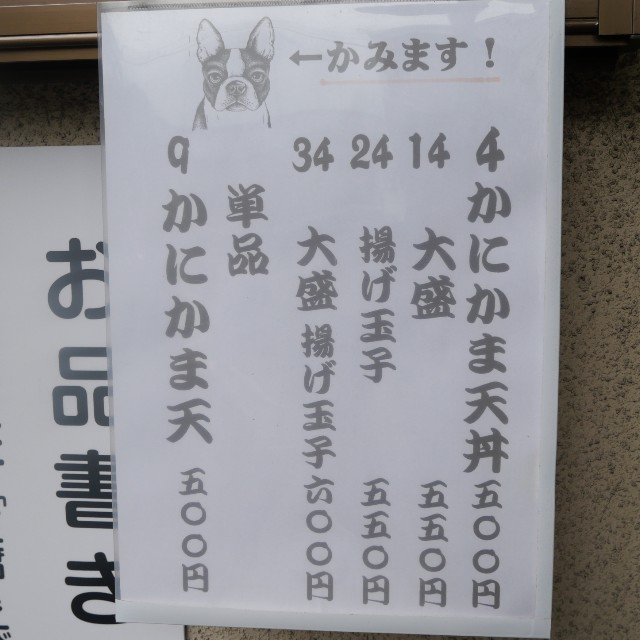 ←かみます！
4 かにかま天丼 五〇〇円
14 大盛 五五〇円
24 揚げ玉子 五五〇円
34 大盛 揚げ玉子 六〇〇円
単品
9 かにかま天 五〇〇円
お品書き